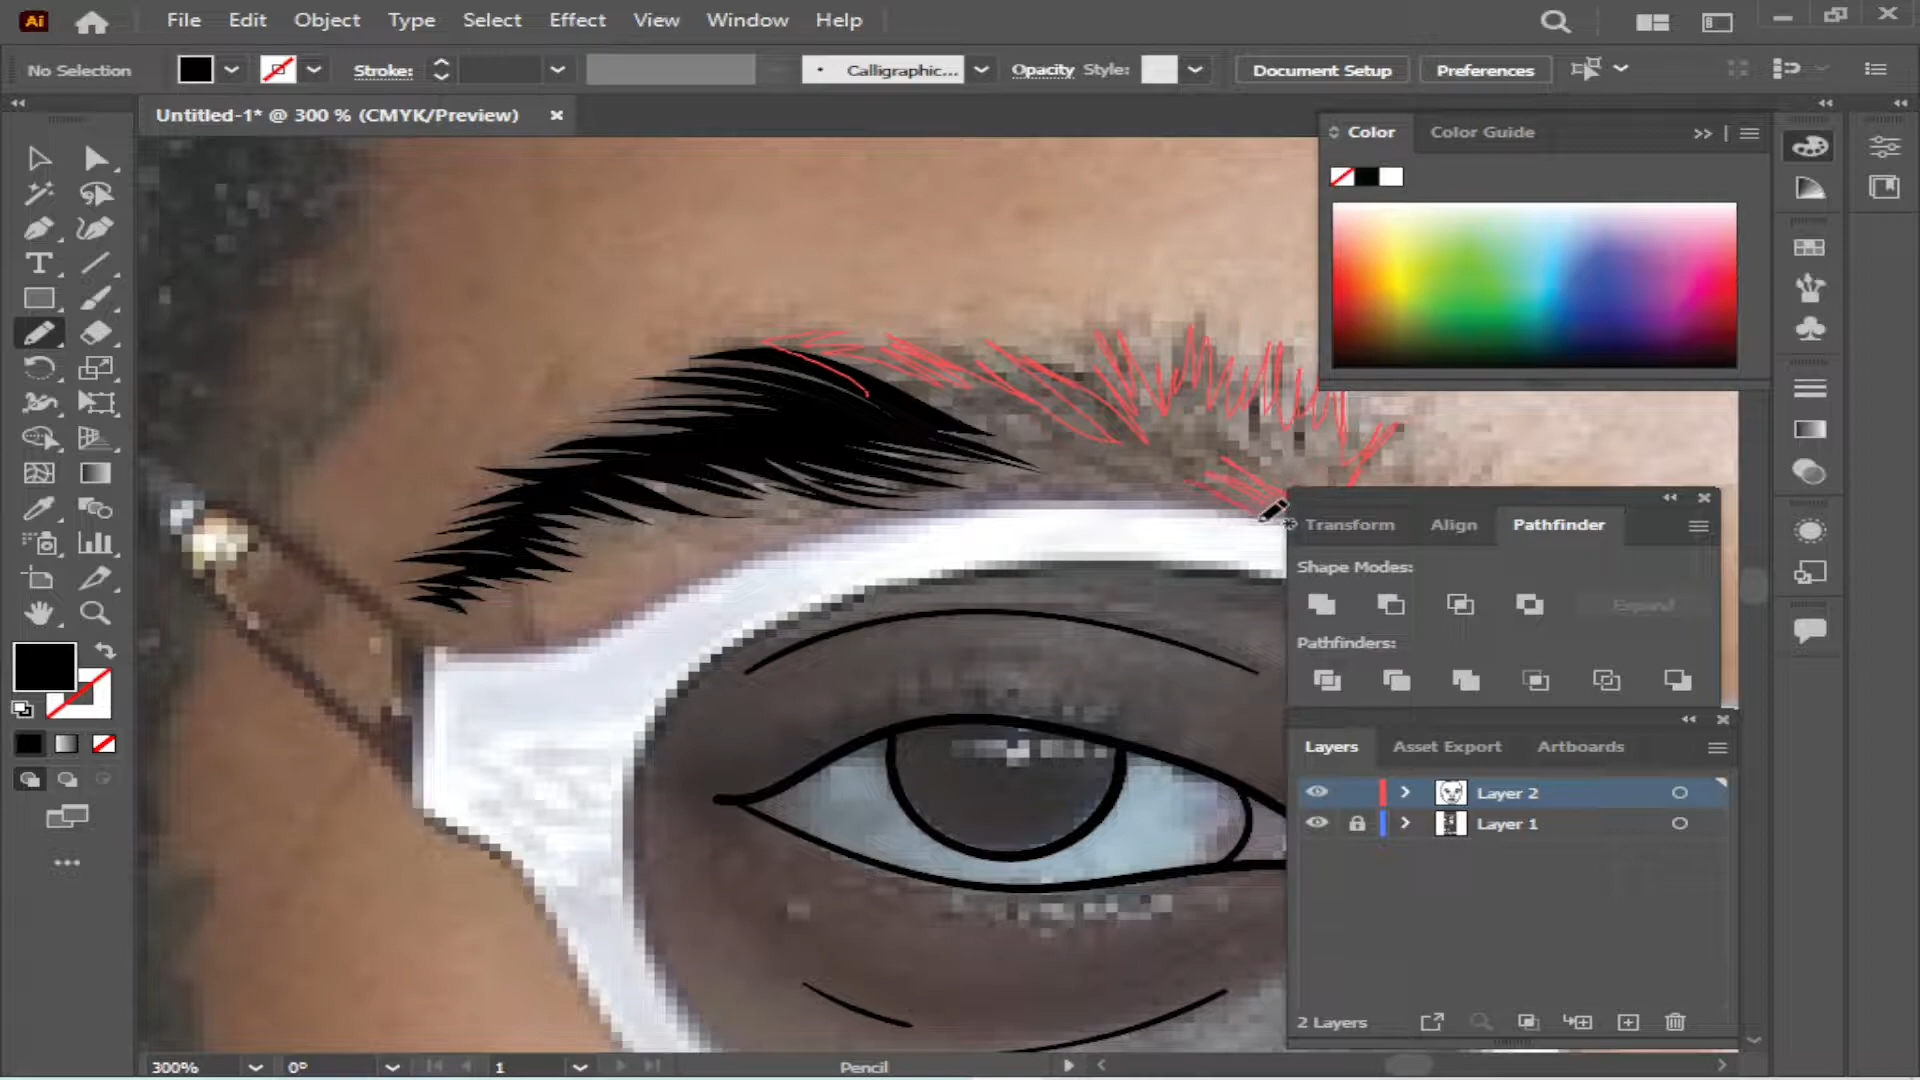 Ai File Edit Object Type Select Effect View Window Help
No Selection Stroke: Calligraphic... Opacity Style: Document Setup Preferences
Untitled-1* @ 300 % (CMYK/Preview)
Color Color Guide
Transform Align Pathfinder
Shape Modes:
Expand
Pathfinders:
Layers Asset Export Artboards
Layer 2
Layer 1
2 Layers
300% 0° 1 Pencil